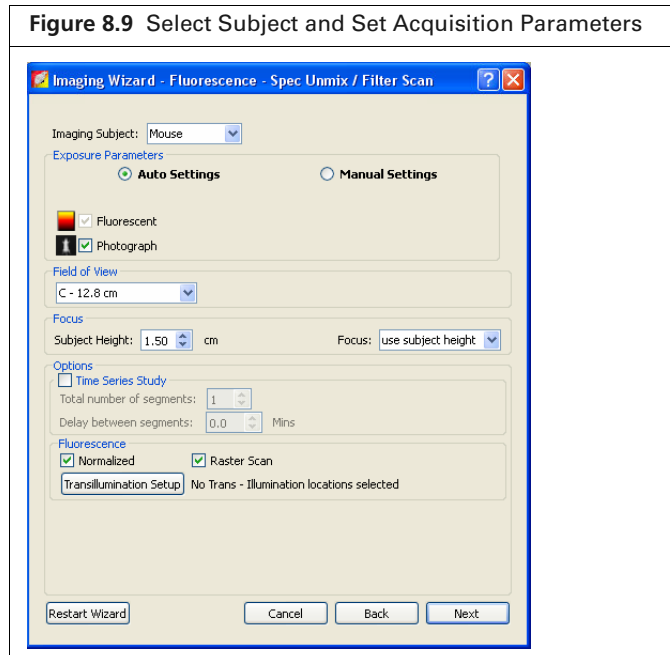 Figure 8.9 Select Subject and Set Acquisition Parameters
Imaging Wizard - Fluorescence - Spec Unmix / Filter Scan
Imaging Subject: Mouse
Exposure Parameters
Auto Settings Manual Settings
Fluorescent
Photograph
Field of View
C - 12.8 cm
Focus
Subject Height: 1.50 cm Focus: use subject height
Options
Time Series Study
Total number of segments: 1
Delay between segments: 0.0 Mins
Fluorescence
Normalized Raster Scan
Transillumination Setup No Trans - Illumination locations selected
Restart Wizard Cancel Back Next